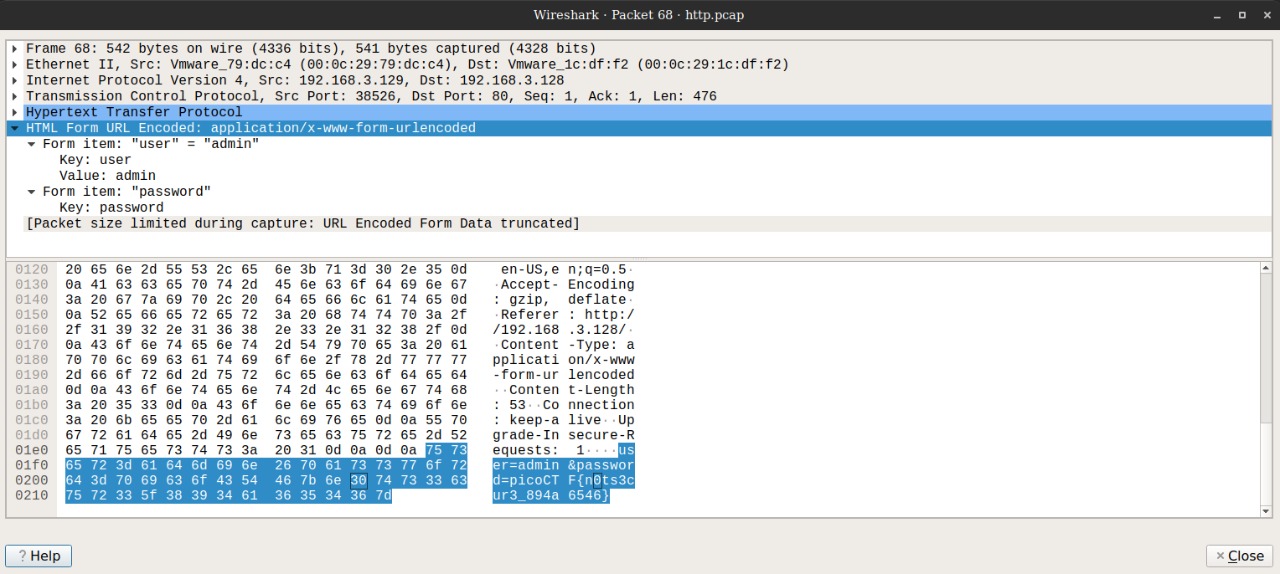 Wireshark · Packet 68 · http.pcap
Frame 68: 542 bytes on wire (4336 bits), 541 bytes captured (4328 bits)
Ethernet II, Src: Vmware_79:dc:c4 (00:0c:29:79:dc:c4), Dst: Vmware_1c:df:f2 (00:0c:29:1c:df:f2)
Internet Protocol Version 4, Src: 192.168.3.129, Dst: 192.168.3.128
Transmission Control Protocol, Src Port: 38526, Dst Port: 80, Seq: 1, Ack: 1, Len: 476
Hypertext Transfer Protocol
HTML Form URL Encoded: application/x-www-form-urlencoded
Form item: "user" = "admin"
Key: user
Value: admin
Form item: "password"
Key: password
[Packet size limited during capture: URL Encoded Form Data truncated]
0120 20 65 6e 2d 55 53 2c 65 6e 3b 71 3d 30 2e 35 0d en-US,en;q=0.5·
0130 0a 41 63 63 65 70 74 2d 45 6e 63 6f 64 69 6e 67 ·Accept- Encoding
0140 3a 20 67 7a 69 70 2c 20 64 65 66 6c 61 74 65 0d : gzip, deflate·
0150 0a 52 65 66 65 72 65 72 3a 20 68 74 74 70 3a 2f ·Referer : http:/
0160 2f 31 39 32 2e 31 36 38 2e 33 2e 31 32 38 2f 0d /192.168 .3.128/·
0170 0a 43 6f 6e 74 65 6e 74 2d 54 79 70 65 3a 20 61 ·Content -Type: a
0180 70 70 6c 69 63 61 74 69 6f 6e 2f 78 2d 77 77 77 pplicati on/x-www
0190 2d 66 6f 72 6d 2d 75 72 6c 65 6e 63 6f 64 65 64 -form-ur lencoded
01a0 0d 0a 43 6f 6e 74 65 6e 74 2d 4c 65 6e 67 74 68 ··Conten t-Length
01b0 3a 20 35 33 0d 0a 43 6f 6e 6e 65 63 74 69 6f 6e : 53··Co nnection
01c0 3a 20 6b 65 65 70 2d 61 6c 69 76 65 0d 0a 55 70 : keep-a live··Up
01d0 67 72 61 64 65 2d 49 6e 73 65 63 75 72 65 2d 52 grade-In secure-R
01e0 65 71 75 65 73 74 73 3a 20 31 0d 0a 0d 0a 75 73 equests: 1····us
01f0 65 72 3d 61 64 6d 69 6e 26 70 61 73 73 77 6f 72 er=admin &passwor
0200 64 3d 70 69 63 6f 43 54 46 7b 6e 30 74 73 33 63 d=picoCT F{n0ts3c
0210 75 72 33 5f 38 39 34 61 36 35 34 36 7d ur3_894a 6546}
Help
Close